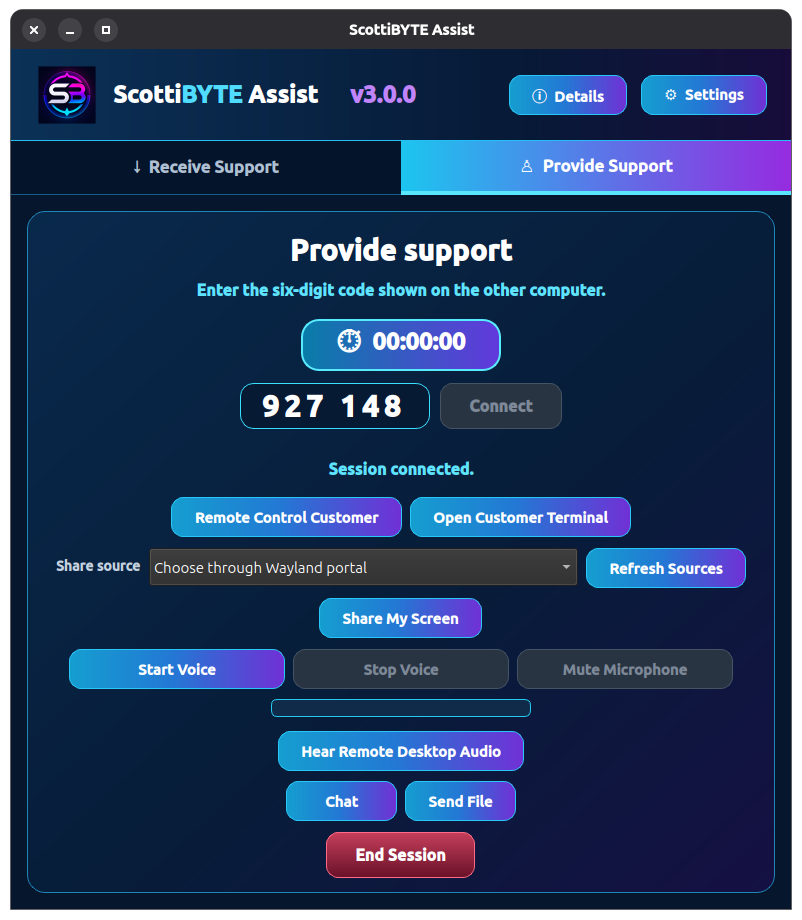 ScottiBYTE Assist
SB
ScottiBYTE Assist v3.0.0
ⓘ Details
⚙ Settings
↓ Receive Support
♙ Provide Support
Provide support
Enter the six-digit code shown on the other computer.
⏱ 00:00:00
927 148
Connect
Session connected.
Remote Control Customer
Open Customer Terminal
Share source
Choose through Wayland portal
Refresh Sources
Share My Screen
Start Voice
Stop Voice
Mute Microphone
Hear Remote Desktop Audio
Chat
Send File
End Session